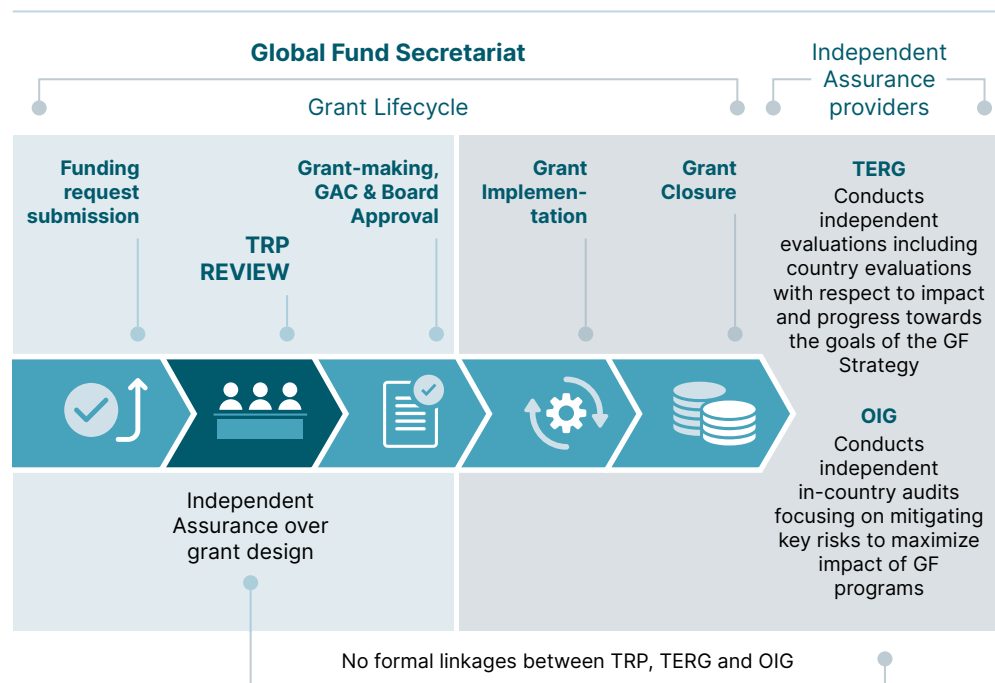 Global Fund Secretariat
Grant Lifecycle
Independent
Assurance
providers
Funding
request
submission
TRP
REVIEW
Grant-making,
GAC & Board
Approval
Grant
Implemen-
tation
Grant
Closure
TERG
Conducts
independent
evaluations including
country evaluations
with respect to impact
and progress towards
the goals of the GF
Strategy
OIG
Conducts
independent
in-country audits
focusing on mitigating
key risks to maximize
impact of GF
programs
Independent
Assurance over
grant design
No formal linkages between TRP, TERG and OIG